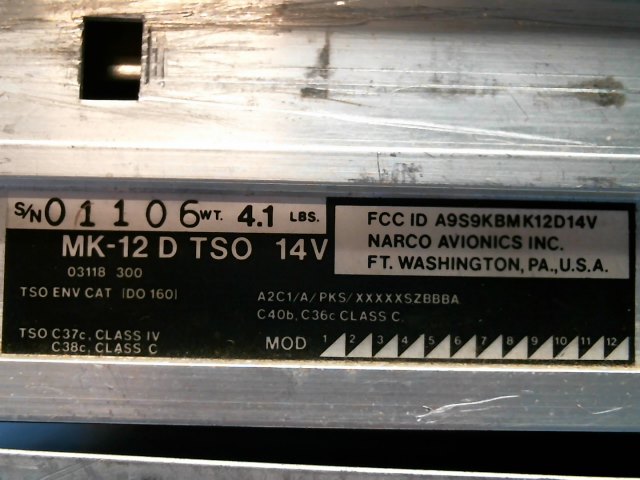 S/N 01106 WT. 4.1 LBS.
MK-12 D TSO 14V
03118 300
TSO ENV CAT (DO 160)
TSO C37c, CLASS IV
C38c, CLASS C
FCC ID A9S9KBMK12D14V
NARCO AVIONICS INC.
FT. WASHINGTON, PA., U.S.A.
A2C1/A/PKS/XXXXXSZBBBA
C40b, C36c CLASS C
MOD 1 2 3 4 5 6 7 8 9 10 11 12